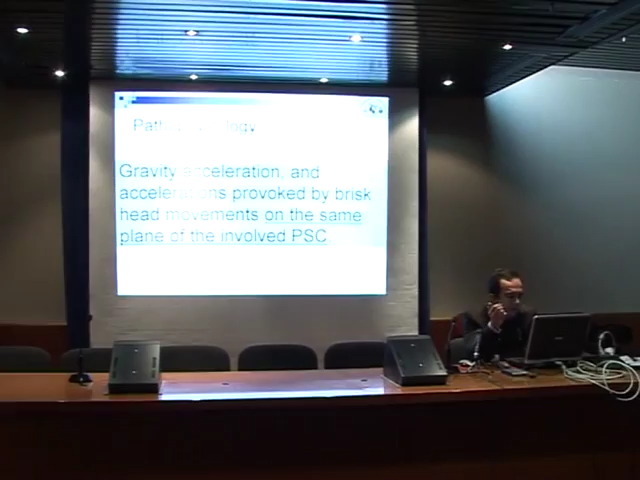 Gravity acceleration, and
accelerations provoked by brisk
head movements on the same
plane of the involved PSC